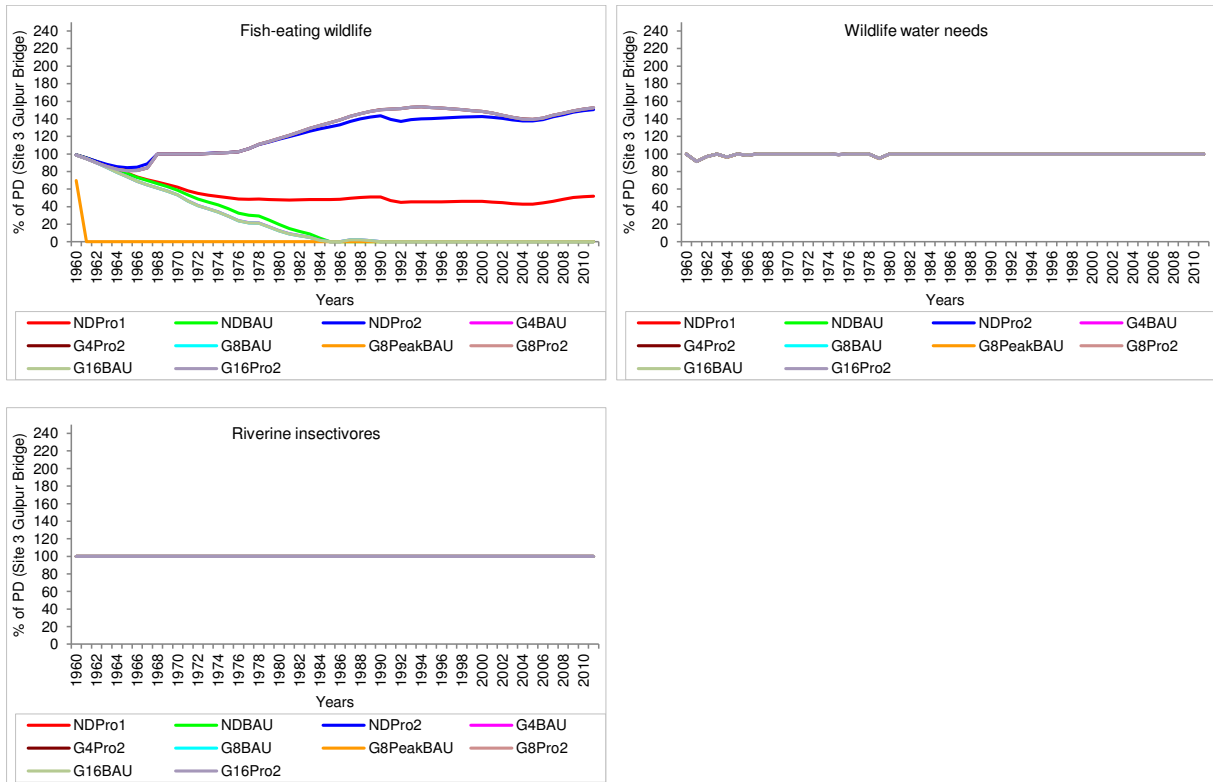 Fish-eating wildlife
% of PD (Site 3 Gulpur Bridge)
240
220
200
180
160
140
120
100
80
60
40
20
0
1960 1962 1964 1966 1968 1970 1972 1974 1976 1978 1980 1982 1984 1986 1988 1990 1992 1994 1996 1998 2000 2002 2004 2006 2008 2010
Years
NDPro1 NDBAU NDPro2 G4BAU
G4Pro2 G8BAU G8PeakBAU G8Pro2
G16BAU G16Pro2
Wildlife water needs
% of PD (Site 3 Gulpur Bridge)
240
220
200
180
160
140
120
100
80
60
40
20
0
1960 1962 1964 1966 1968 1970 1972 1974 1976 1978 1980 1982 1984 1986 1988 1990 1992 1994 1996 1998 2000 2002 2004 2006 2008 2010
Years
NDPro1 NDBAU NDPro2 G4BAU
G4Pro2 G8BAU G8PeakBAU G8Pro2
G16BAU G16Pro2
Riverine insectivores
% of PD (Site 3 Gulpur Bridge)
240
220
200
180
160
140
120
100
80
60
40
20
0
1960 1962 1964 1966 1968 1970 1972 1974 1976 1978 1980 1982 1984 1986 1988 1990 1992 1994 1996 1998 2000 2002 2004 2006 2008 2010
Years
NDPro1 NDBAU NDPro2 G4BAU
G4Pro2 G8BAU G8PeakBAU G8Pro2
G16BAU G16Pro2